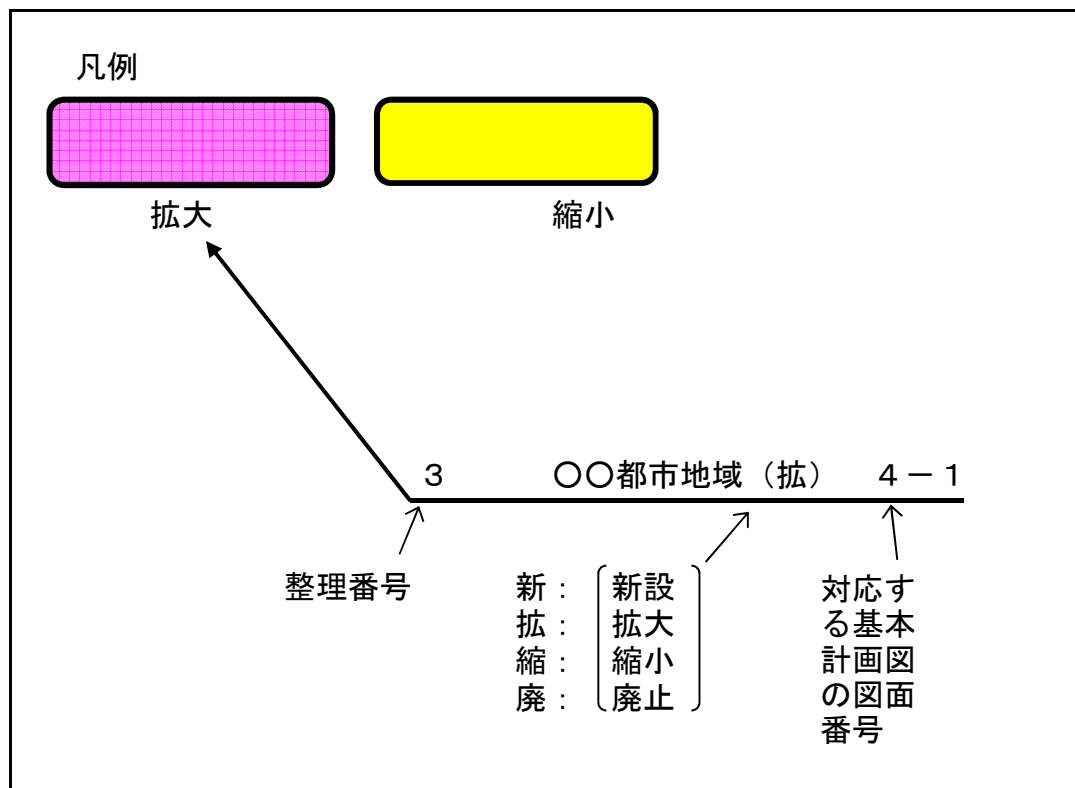 凡例
拡大
縮小
３　〇〇都市地域（拡）　４－１
整理番号
新：　新設
拡：　拡大
縮：　縮小
廃：　廃止
対応す
る基本
計画図
の図面
番号